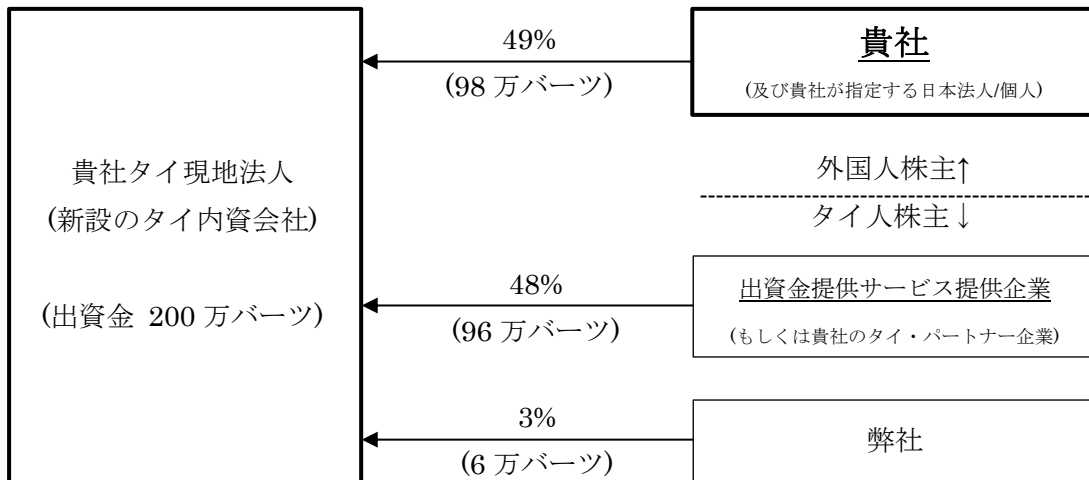 貴社タイ現地法人
(新設のタイ内資会社)
(出資金 200 万バーツ)
49%
(98 万バーツ)
貴社
(及び貴社が指定する日本法人/個人)
外国人株主↑
タイ人株主↓
48%
(96 万バーツ)
出資金提供サービス提供企業
(もしくは貴社のタイ・パートナー企業)
3%
(6 万バーツ)
弊社